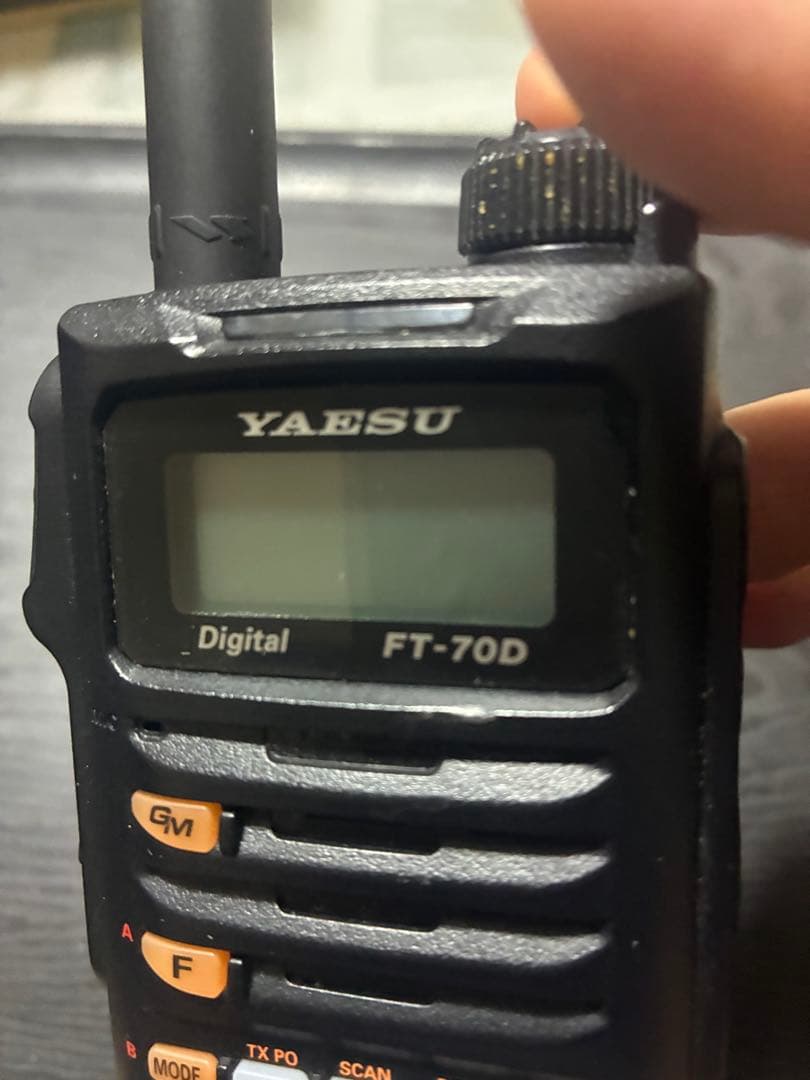 YAESU
Digital FT-70D
GM
A
F
TX PO
B
MODE
SCAN